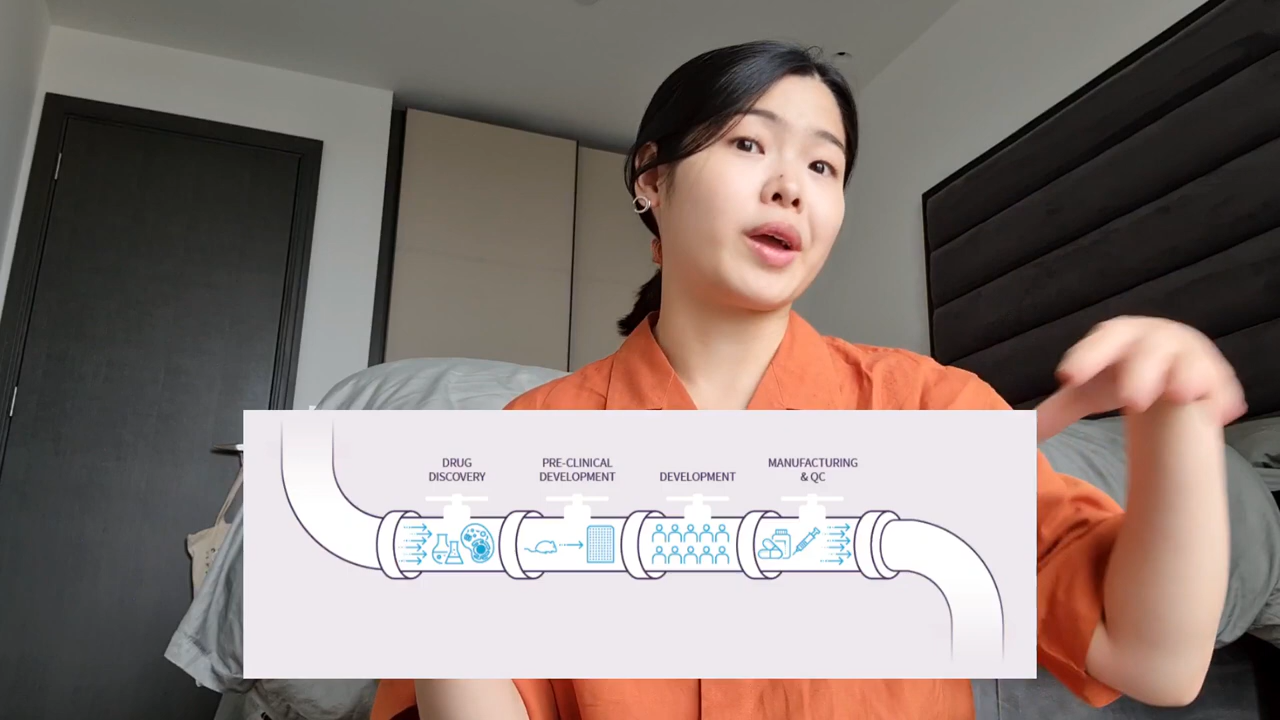 DRUG
DISCOVERY
PRE-CLINICAL
DEVELOPMENT
DEVELOPMENT
MANUFACTURING
& QC